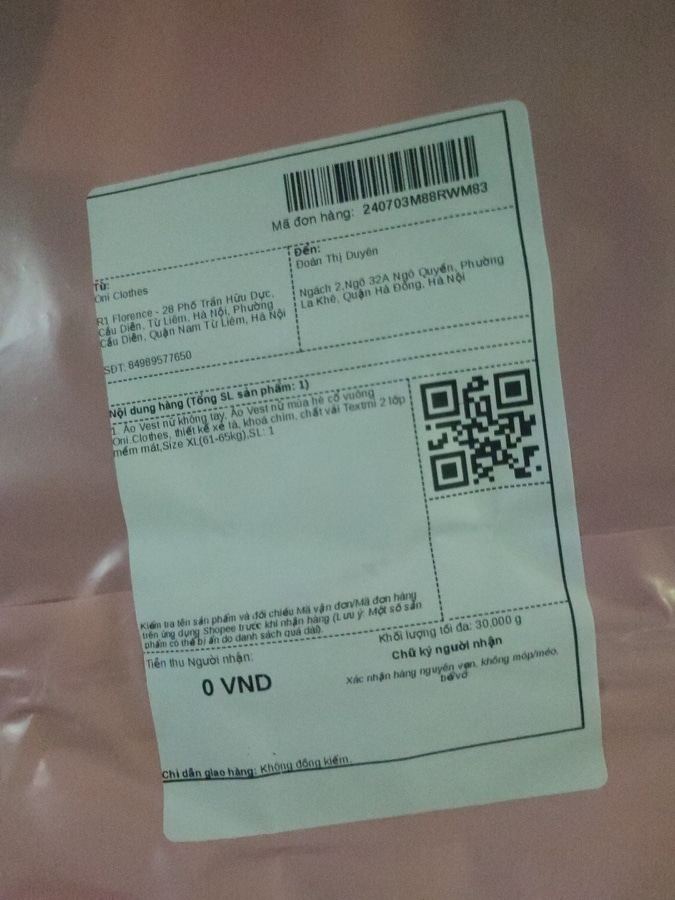 Mã đơn hàng: 240703M88RWM83
Từ:
Oni Clothes
R1 Florence - 28 Phố Trần Hữu Dực,
Cầu Diễn, Từ Liêm, Hà Nội, Phường
Cầu Diễn, Quận Nam Từ Liêm, Hà Nội
SĐT: 84989577650
Đến:
Đoàn Thị Duyên
Ngách 2,Ngõ 32A Ngô Quyền, Phường
La Khê, Quận Hà Đông, Hà Nội
Nội dung hàng (Tổng SL sản phẩm: 1)
1. Áo Vest nữ không tay, Áo Vest nữ mùa hè cổ vuông
Oni.Clothes, thiết kế xẻ tà, khoá chìm, chất vải Textmi 2 lớp
mềm mát,Size XL(61-65kg),SL: 1
Kiểm tra tên sản phẩm và đối chiếu Mã vận đơn/Mã đơn hàng
trên ứng dụng Shopee trước khi nhận hàng (Lưu ý: Một số sản
phẩm có thể bị ẩn do danh sách quá dài).
Tiền thu Người nhận:
0 VND
Khối lượng tối đa: 30,000 g
Chữ ký người nhận
Xác nhận hàng nguyên vẹn, không móp/méo,
bể/vỡ
Chỉ dẫn giao hàng: Không đồng kiểm.